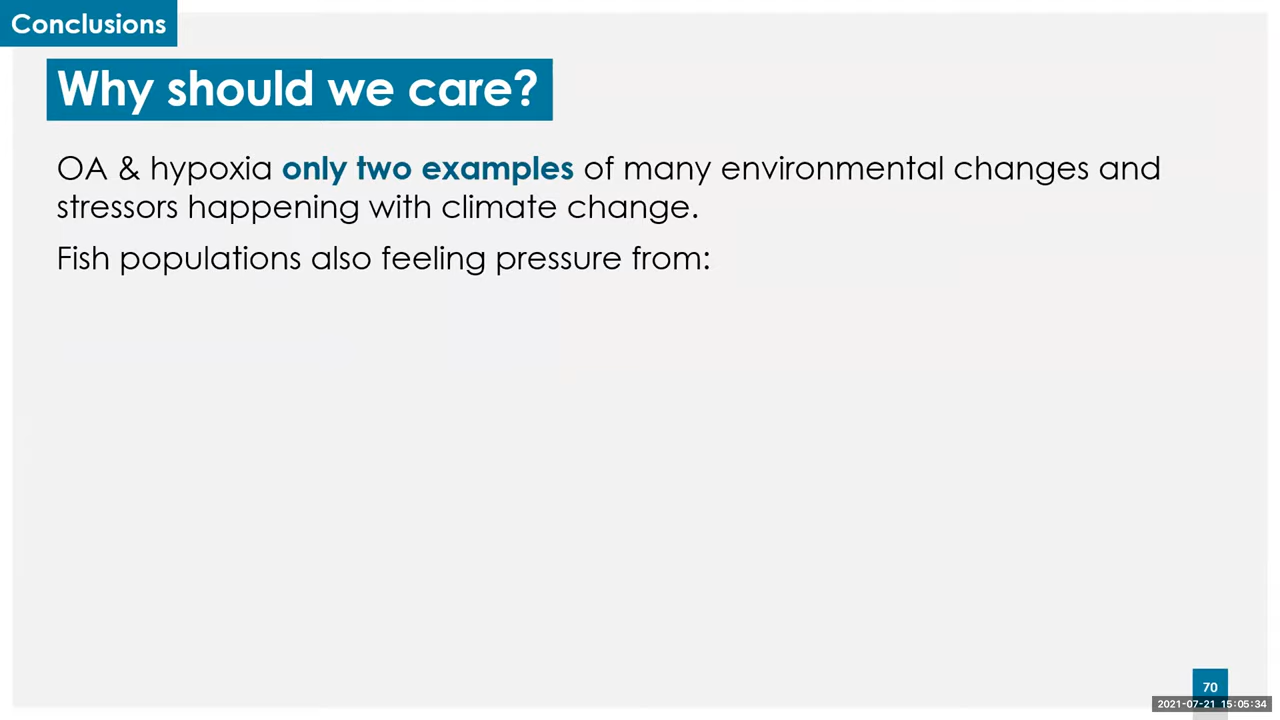 Conclusions
Why should we care?
OA & hypoxia only two examples of many environmental changes and
stressors happening with climate change.
Fish populations also feeling pressure from:
70
2021-07-21 15:05:34